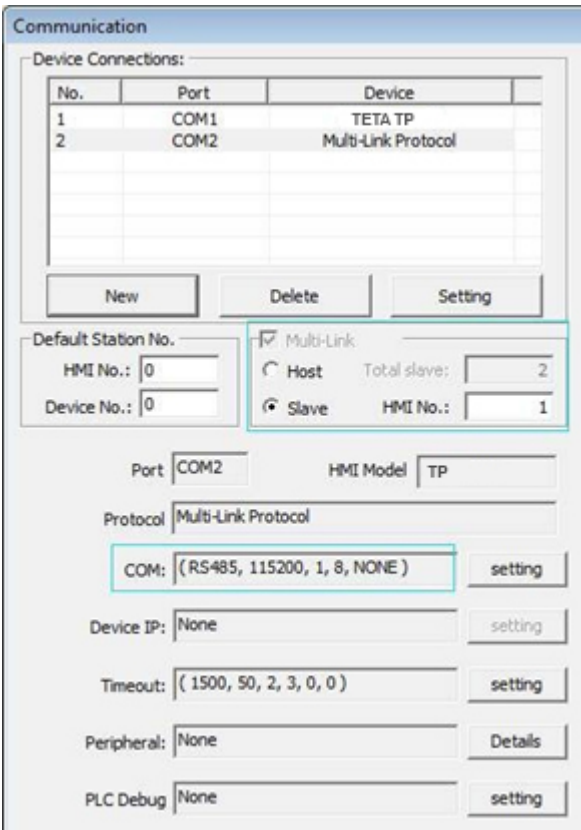 Communication
Device Connections:
No. Port Device
1 COM1 TETA TP
2 COM2 Multi-Link Protocol
New Delete Setting
Default Station No.
HMI No.: 0
Device No.: 0
Multi-Link
Host Total slave: 2
Slave HMI No.: 1
Port COM2 HMI Model TP
Protocol Multi-Link Protocol
COM: ( RS485, 115200, 1, 8, NONE ) setting
Device IP: None setting
Timeout: ( 1500, 50, 2, 3, 0, 0 ) setting
Peripheral: None Details
PLC Debug None setting